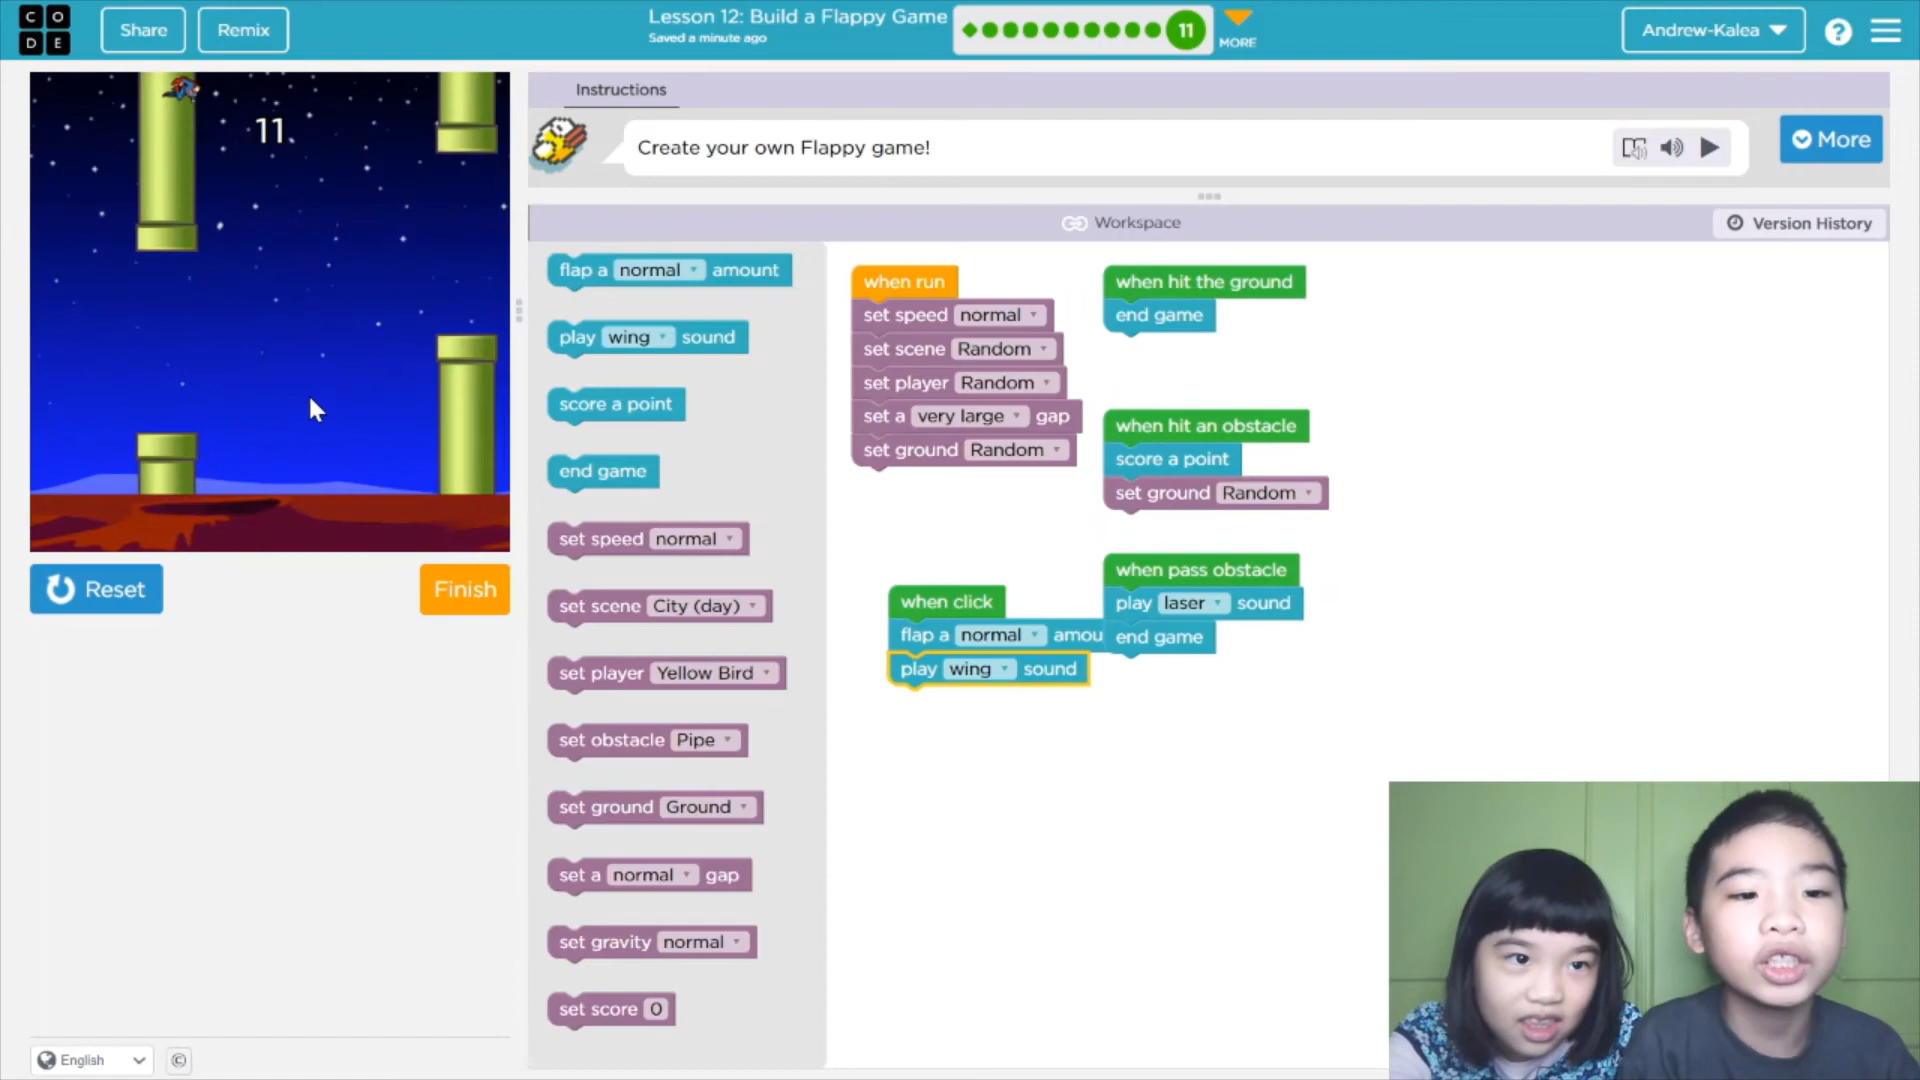 C O
D E
Share
Remix
Lesson 12: Build a Flappy Game
Saved a minute ago
11
MORE
Andrew-Kalea
?
11
Reset
Finish
English
©
Instructions
Create your own Flappy game!
More
Workspace
Version History
flap a normal amount
play wing sound
score a point
end game
set speed normal
set scene City (day)
set player Yellow Bird
set obstacle Pipe
set ground Ground
set a normal gap
set gravity normal
set score 0
when run
set speed normal
set scene Random
set player Random
set a very large gap
set ground Random
when click
flap a normal amou
play wing sound
when hit the ground
end game
when hit an obstacle
score a point
set ground Random
when pass obstacle
play laser sound
end game